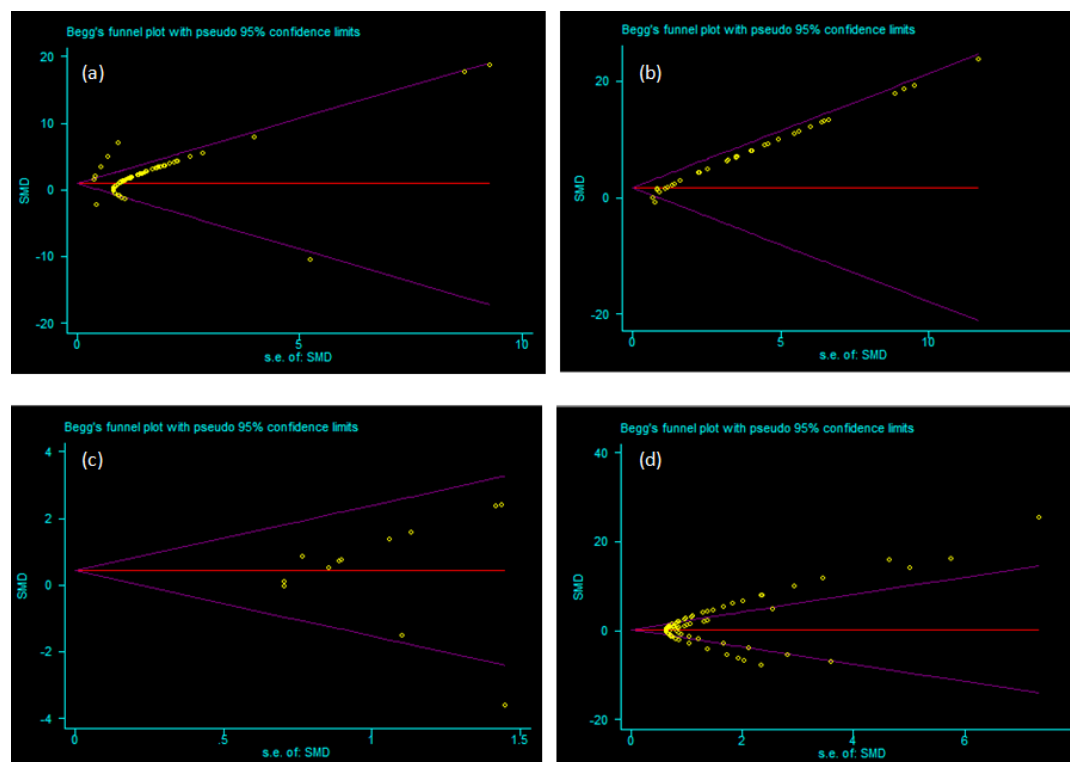 Begg's funnel plot with pseudo 95% confidence limits
(a)
20
10
0
-10
-20
SMD
0
5
10
s.e. of: SMD
Begg's funnel plot with pseudo 95% confidence limits
(b)
20
0
-20
SMD
0
5
10
s.e. of: SMD
Begg's funnel plot with pseudo 95% confidence limits
(c)
4
2
0
-2
-4
SMD
0
.5
1
1.5
s.e. of: SMD
Begg's funnel plot with pseudo 95% confidence limits
(d)
40
20
0
-20
SMD
0
2
4
6
s.e. of: SMD